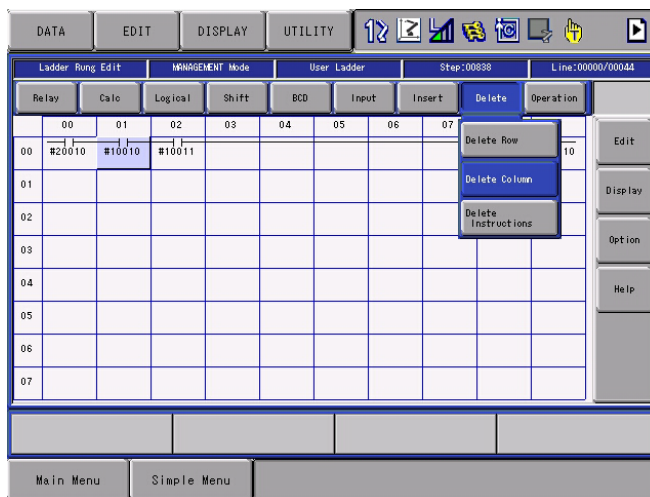 DATA
EDIT
DISPLAY
UTILITY
Ladder Rung Edit
MANAGEMENT Mode
User Ladder
Step:00838
Line:0000/00044
Relay
Calc
Logical
Shift
BCD
Input
Insert
Delete
Operation
00
01
02
03
04
05
06
07
Delete Row
Delete Column
Delete
Instructions
00
#20010
#10010
#10011
10
01
02
03
04
05
06
07
Edit
Display
Option
Help
Main Menu
Simple Menu